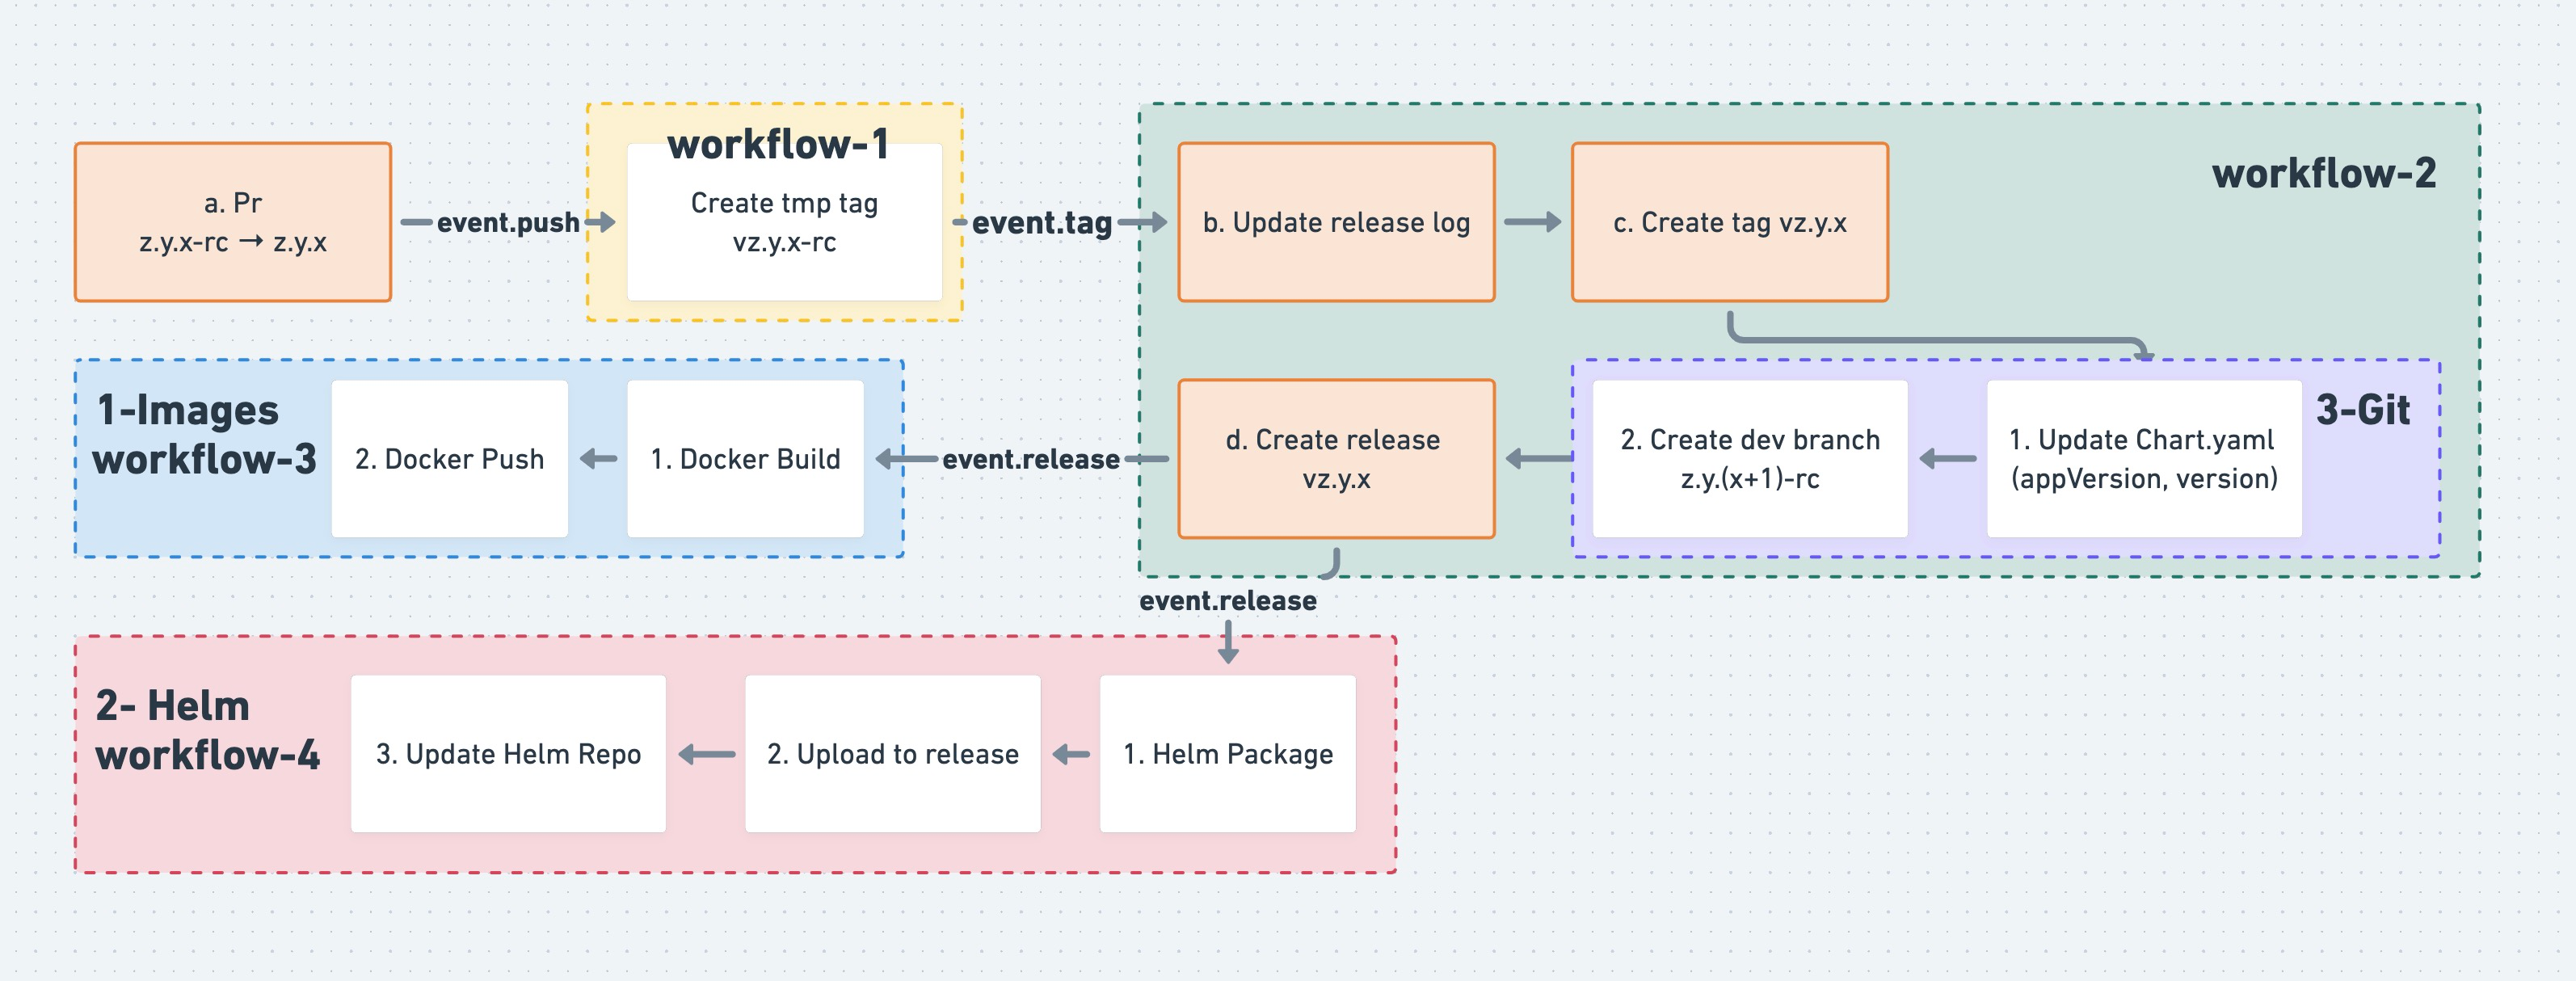 workflow-1
workflow-2
a. Pr
z.y.x-rc → z.y.x
event.push
Create tmp tag
vz.y.x-rc
event.tag
b. Update release log
c. Create tag vz.y.x
1-Images
workflow-3
2. Docker Push
1. Docker Build
event.release
d. Create release
vz.y.x
2. Create dev branch
z.y.(x+1)-rc
1. Update Chart.yaml
(appVersion, version)
3-Git
event.release
2- Helm
workflow-4
3. Update Helm Repo
2. Upload to release
1. Helm Package